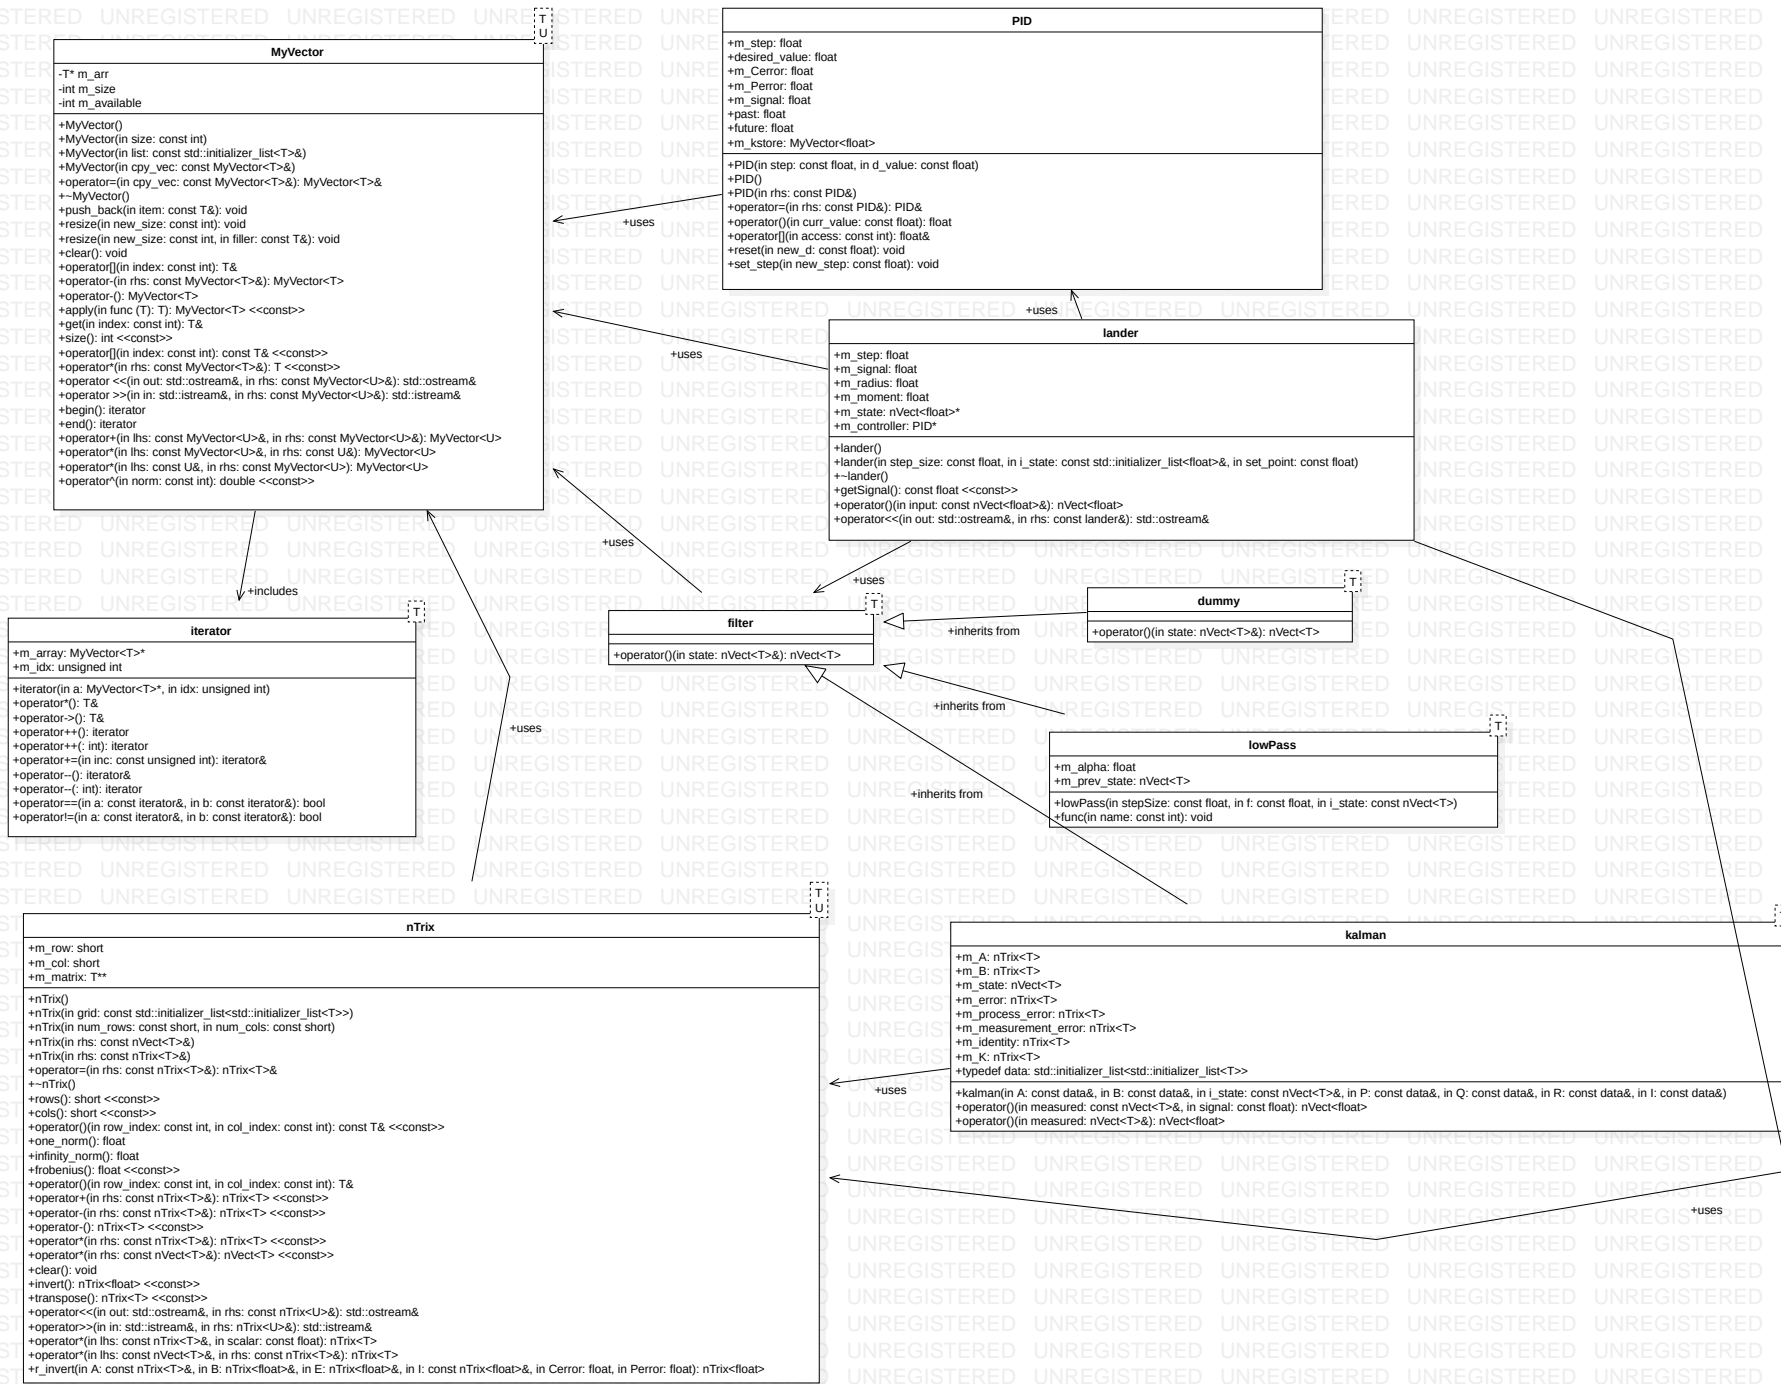 T
U
MyVector
-T* m_arr
-int m_size
-int m_available
+MyVector()
+MyVector(in size: const int)
+MyVector(in list: const std::initializer_list<T>&)
+MyVector(in cpy_vec: const MyVector<T>&)
+operator=(in cpy_vec: const MyVector<T>&): MyVector<T>&
+~MyVector()
+push_back(in item: const T&): void
+resize(in new_size: const int): void
+resize(in new_size: const int, in filler: const T&): void
+clear(): void
+operator[](in index: const int): T&
+operator-(in rhs: const MyVector<T>&): MyVector<T>
+operator-(): MyVector<T>
+apply(in func (T): T): MyVector<T> <<const>>
+get(in index: const int): T&
+size(): int <<const>>
+operator[](in index: const int): const T& <<const>>
+operator*(in rhs: const MyVector<T>&): T <<const>>
+operator <<(in out: std::ostream&, in rhs: const MyVector<U>&): std::ostream&
+operator >>(in in: std::istream&, in rhs: const MyVector<U>&): std::istream&
+begin(): iterator
+end(): iterator
+operator+(in lhs: const MyVector<U>&, in rhs: const MyVector<U>&): MyVector<U>
+operator*(in lhs: const MyVector<U>&, in rhs: const U&): MyVector<U>
+operator*(in lhs: const U&, in rhs: const MyVector<U>): MyVector<U>
+operator^(in norm: const int): double <<const>>
PID
+m_step: float
+desired_value: float
+m_Cerror: float
+m_Perror: float
+m_signal: float
+past: float
+future: float
+m_kstore: MyVector<float>
+PID(in step: const float, in d_value: const float)
+PID()
+PID(in rhs: const PID&)
+operator=(in rhs: const PID&): PID&
+operator()(in curr_value: const float): float
+operator[](in access: const int): float&
+reset(in new_d: const float): void
+set_step(in new_step: const float): void
+uses
+uses
+uses
lander
+m_step: float
+m_signal: float
+m_radius: float
+m_moment: float
+m_state: nVect<float>*
+m_controller: PID*
+lander()
+lander(in step_size: const float, in i_state: const std::initializer_list<float>&, in set_point: const float)
+~lander()
+getSignal(): const float <<const>>
+operator()(in input: const nVect<float>&): nVect<float>
+operator<<(in out: std::ostream&, in rhs: const lander&): std::ostream&
+uses
+uses
+includes
T
iterator
+m_array: MyVector<T>*
+m_idx: unsigned int
+iterator(in a: MyVector<T>*, in idx: unsigned int)
+operator*(): T&
+operator->(): T&
+operator++(): iterator
+operator++(: int): iterator
+operator+=(in inc: const unsigned int): iterator&
+operator--(): iterator&
+operator--(: int): iterator
+operator==(in a: const iterator&, in b: const iterator&): bool
+operator!=(in a: const iterator&, in b: const iterator&): bool
+uses
T
filter
+operator()(in state: nVect<T>&): nVect<T>
T
dummy
+operator()(in state: nVect<T>&): nVect<T>
+inherits from
+inherits from
+inherits from
T
lowPass
+m_alpha: float
+m_prev_state: nVect<T>
+lowPass(in stepSize: const float, in f: const float, in i_state: const nVect<T>)
+func(in name: const int): void
T
U
nTrix
+m_row: short
+m_col: short
+m_matrix: T**
+nTrix()
+nTrix(in grid: const std::initializer_list<std::initializer_list<T>>)
+nTrix(in num_rows: const short, in num_cols: const short)
+nTrix(in rhs: const nVect<T>&)
+nTrix(in rhs: const nTrix<T>&)
+operator=(in rhs: const nTrix<T>&): nTrix<T>&
+~nTrix()
+rows(): short <<const>>
+cols(): short <<const>>
+operator()(in row_index: const int, in col_index: const int): const T& <<const>>
+one_norm(): float
+infinity_norm(): float
+frobenius(): float <<const>>
+operator()(in row_index: const int, in col_index: const int): T&
+operator+(in rhs: const nTrix<T>&): nTrix<T> <<const>>
+operator-(in rhs: const nTrix<T>&): nTrix<T> <<const>>
+operator-(): nTrix<T> <<const>>
+operator*(in rhs: const nTrix<T>&): nTrix<T> <<const>>
+operator*(in rhs: const nVect<T>&): nVect<T> <<const>>
+clear(): void
+invert(): nTrix<float> <<const>>
+transpose(): nTrix<T> <<const>>
+operator<<(in out: std::ostream&, in rhs: const nTrix<U>&): std::ostream&
+operator>>(in in: std::istream&, in rhs: nTrix<U>&): std::istream&
+operator*(in lhs: const nTrix<T>&, in scalar: const float): nTrix<T>
+operator*(in lhs: const nVect<T>&, in rhs: const nTrix<T>&): nTrix<T>
+r_invert(in A: const nTrix<T>&, in B: nTrix<float>&, in E: nTrix<float>&, in I: const nTrix<float>&, in Cerror: float, in Perror: float): nTrix<float>
kalman
+m_A: nTrix<T>
+m_B: nTrix<T>
+m_state: nVect<T>
+m_error: nTrix<T>
+m_process_error: nTrix<T>
+m_measurement_error: nTrix<T>
+m_identity: nTrix<T>
+m_K: nTrix<T>
+typedef data: std::initializer_list<std::initializer_list<T>>
+kalman(in A: const data&, in B: const data&, in i_state: const nVect<T>&, in P: const data&, in Q: const data&, in R: const data&, in I: const data&)
+operator()(in measured: const nVect<T>&, in signal: const float): nVect<float>
+operator()(in measured: nVect<T>&): nVect<float>
+uses
+uses